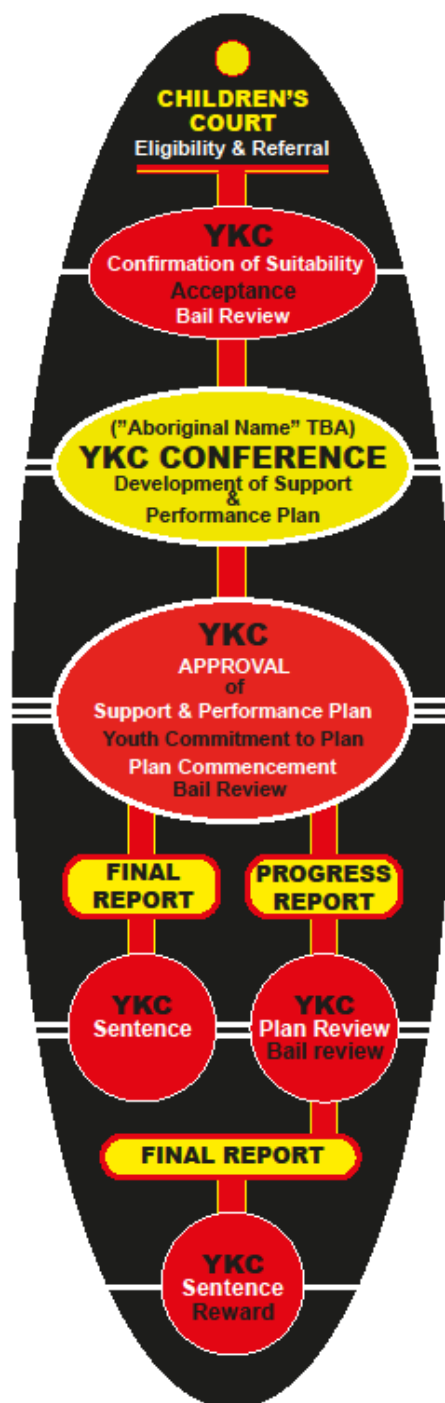 CHILDREN'S
COURT
Eligibility & Referral
YKC
Confirmation of Suitability
Acceptance
Bail Review
("Aboriginal Name" TBA)
YKC CONFERENCE
Development of Support
&
Performance Plan
YKC
APPROVAL
of
Support & Performance Plan
Youth Commitment to Plan
Plan Commencement
Bail Review
FINAL
REPORT
PROGRESS
REPORT
YKC
Sentence
YKC
Plan Review
Bail review
FINAL REPORT
YKC
Sentence
Reward